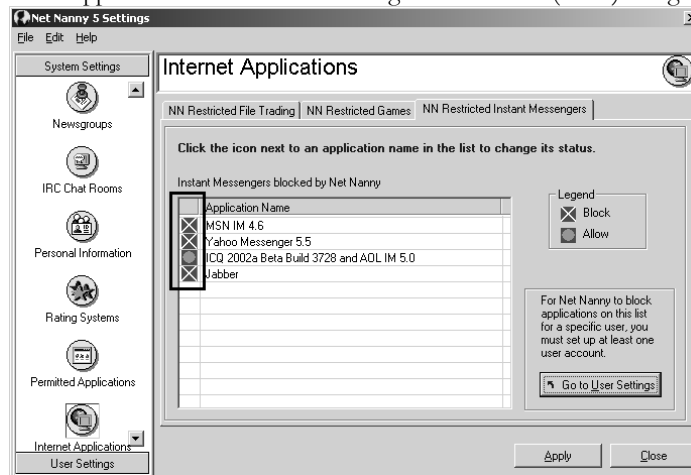 Net Nanny 5 Settings
File Edit Help
System Settings
Newsgroups
IRC Chat Rooms
Personal Information
Rating Systems
Permitted Applications
Internet Applications
User Settings
Internet Applications
NN Restricted File Trading NN Restricted Games NN Restricted Instant Messengers
Click the icon next to an application name in the list to change its status.
Instant Messengers blocked by Net Nanny
Application Name
MSN IM 4.6
Yahoo Messenger 5.5
ICQ 2002a Beta Build 3728 and AOL IM 5.0
Jabber
Legend
Block
Allow
For Net Nanny to block
applications on this list
for a specific user, you
must set up at least one
user account.
Go to User Settings
Apply Close